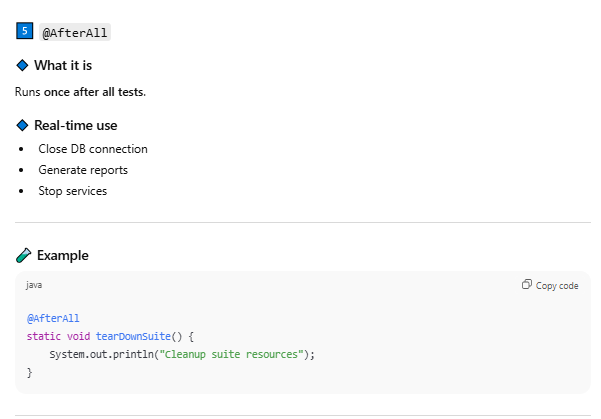 5 @AfterAll
What it is
Runs once after all tests.
Real-time use
• Close DB connection
• Generate reports
• Stop services
Example
java Copy code
@AfterAll
static void tearDownSuite() {
    System.out.println("Cleanup suite resources");
}